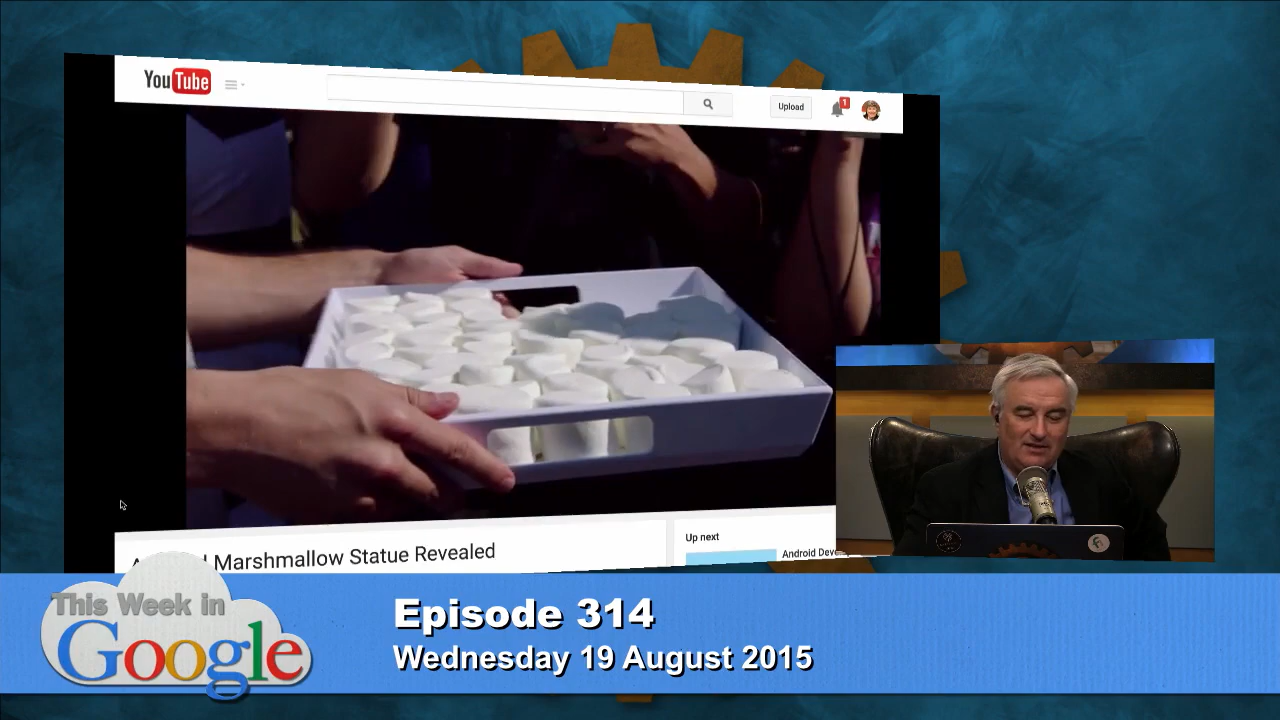 YouTube
Upload
1
Marshmallow Statue Revealed
Up next
Android
This Week in
Google
Episode 314
Wednesday 19 August 2015